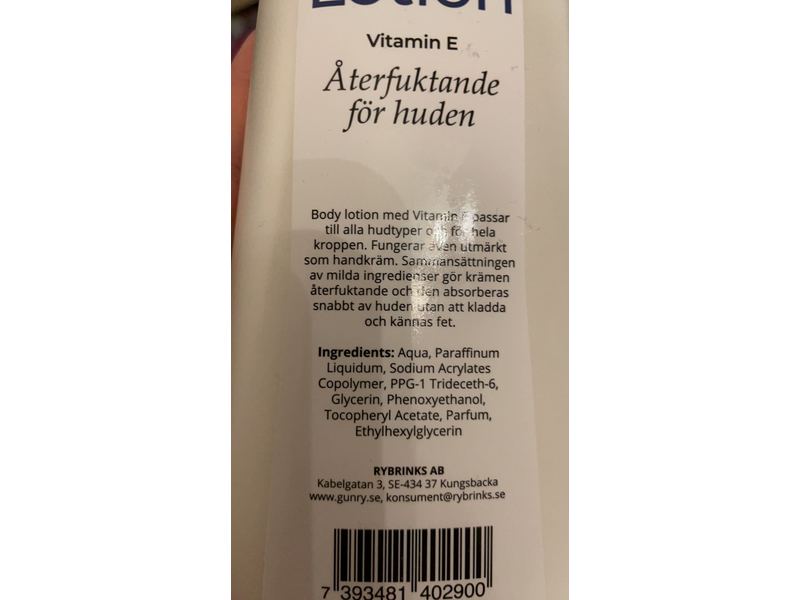 Lotion
Vitamin E
Återfuktande
för huden
Body lotion med Vitamin E passar
till alla hudtyper och för hela
kroppen. Fungerar även utmärkt
som handkräm. Sammansättningen
av milda ingredienser gör krämen
återfuktande och den absorberas
snabbt av huden utan att kladda
och kännas fet.
Ingredients: Aqua, Paraffinum
Liquidum, Sodium Acrylates
Copolymer, PPG-1 Trideceth-6,
Glycerin, Phenoxyethanol,
Tocopheryl Acetate, Parfum,
Ethylhexylglycerin
RYBRINKS AB
Kabelgatan 3, SE-434 37 Kungsbacka
www.gunry.se, konsument@rybrinks.se
7 393481 402900